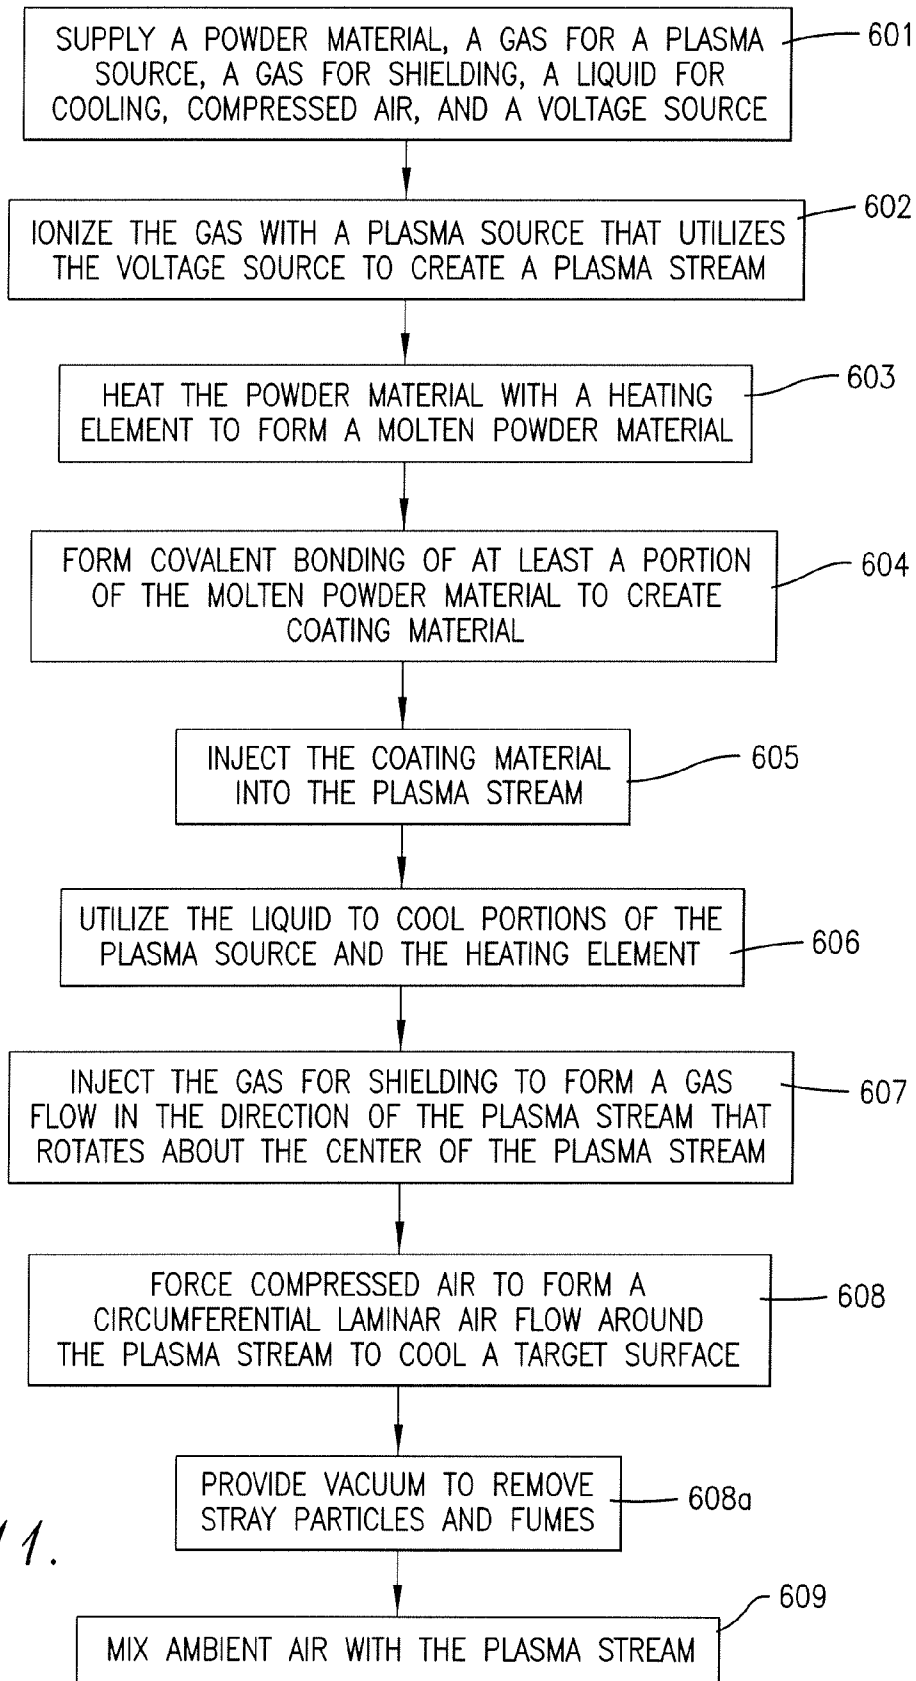 SUPPLY A POWDER MATERIAL, A GAS FOR A PLASMA
SOURCE, A GAS FOR SHIELDING, A LIQUID FOR
COOLING, COMPRESSED AIR, AND A VOLTAGE SOURCE
601
IONIZE THE GAS WITH A PLASMA SOURCE THAT UTILIZES
THE VOLTAGE SOURCE TO CREATE A PLASMA STREAM
602
HEAT THE POWDER MATERIAL WITH A HEATING
ELEMENT TO FORM A MOLTEN POWDER MATERIAL
603
FORM COVALENT BONDING OF AT LEAST A PORTION
OF THE MOLTEN POWDER MATERIAL TO CREATE
COATING MATERIAL
604
INJECT THE COATING MATERIAL
INTO THE PLASMA STREAM
605
UTILIZE THE LIQUID TO COOL PORTIONS OF THE
PLASMA SOURCE AND THE HEATING ELEMENT
606
INJECT THE GAS FOR SHIELDING TO FORM A GAS
FLOW IN THE DIRECTION OF THE PLASMA STREAM THAT
ROTATES ABOUT THE CENTER OF THE PLASMA STREAM
607
FORCE COMPRESSED AIR TO FORM A
CIRCUMFERENTIAL LAMINAR AIR FLOW AROUND
THE PLASMA STREAM TO COOL A TARGET SURFACE
608
PROVIDE VACUUM TO REMOVE
STRAY PARTICLES AND FUMES
608a
MIX AMBIENT AIR WITH THE PLASMA STREAM
609